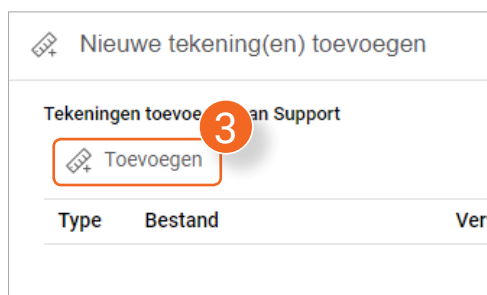 Nieuwe tekening(en) toevoegen
Tekeningen toevoe an Support
3
Toevoegen
Type Bestand Ver